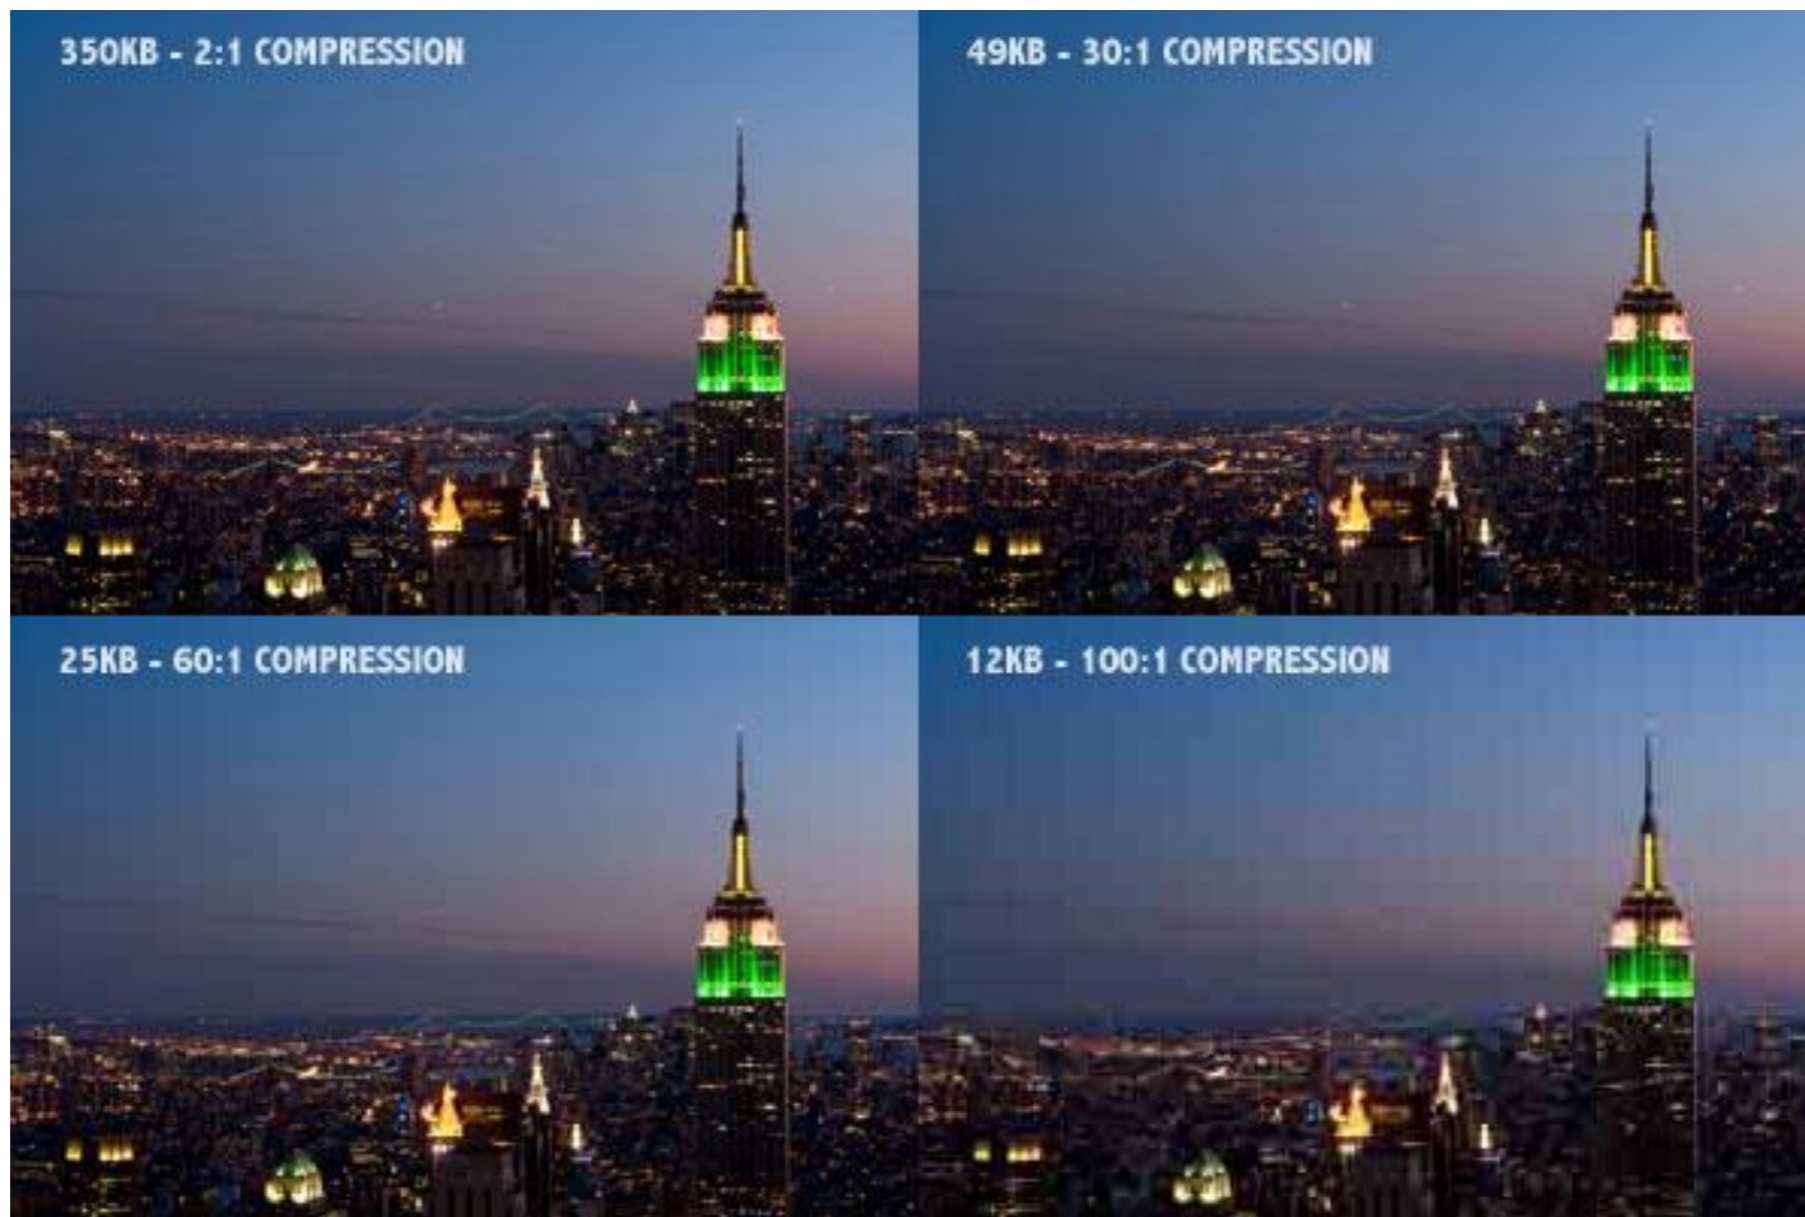 350KB - 2:1 COMPRESSION
49KB - 30:1 COMPRESSION
25KB - 60:1 COMPRESSION
12KB - 100:1 COMPRESSION